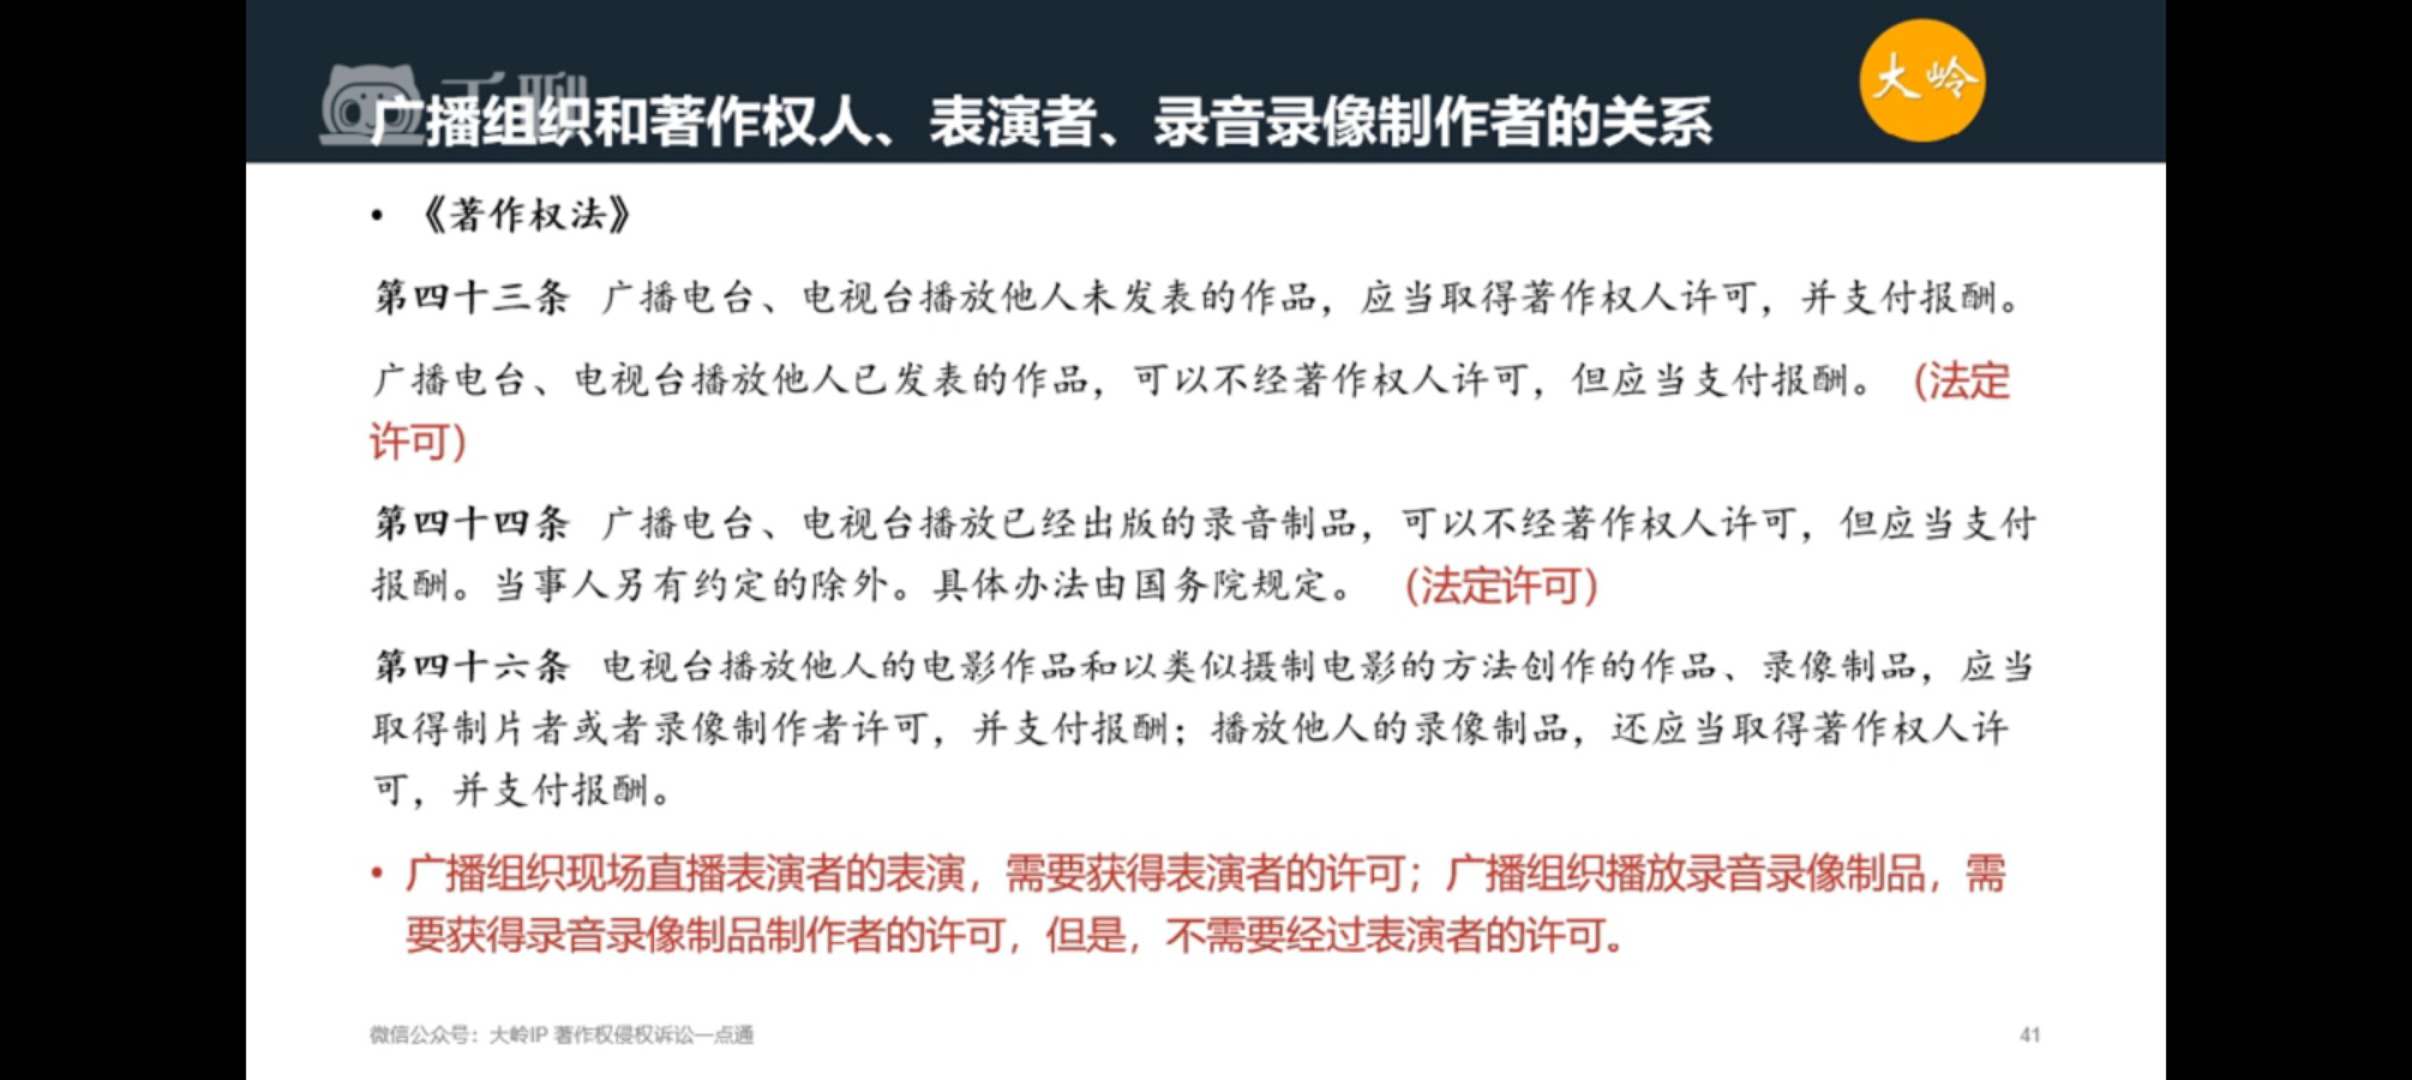 千聊
大岭
广播组织和著作权人、表演者、录音录像制作者的关系
• 《著作权法》
第四十三条 广播电台、电视台播放他人未发表的作品，应当取得著作权人许可，并支付报酬。
广播电台、电视台播放他人已发表的作品，可以不经著作权人许可，但应当支付报酬。（法定
许可）
第四十四条 广播电台、电视台播放已经出版的录音制品，可以不经著作权人许可，但应当支付
报酬。当事人另有约定的除外。具体办法由国务院规定。（法定许可）
第四十六条 电视台播放他人的电影作品和以类似摄制电影的方法创作的作品、录像制品，应当
取得制片者或者录像制作者许可，并支付报酬；播放他人的录像制品，还应当取得著作权人许
可，并支付报酬。
• 广播组织现场直播表演者的表演，需要获得表演者的许可；广播组织播放录音录像制品，需
要获得录音录像制品制作者的许可，但是，不需要经过表演者的许可。
微信公众号：大岭IP 著作权侵权诉讼一点通
41